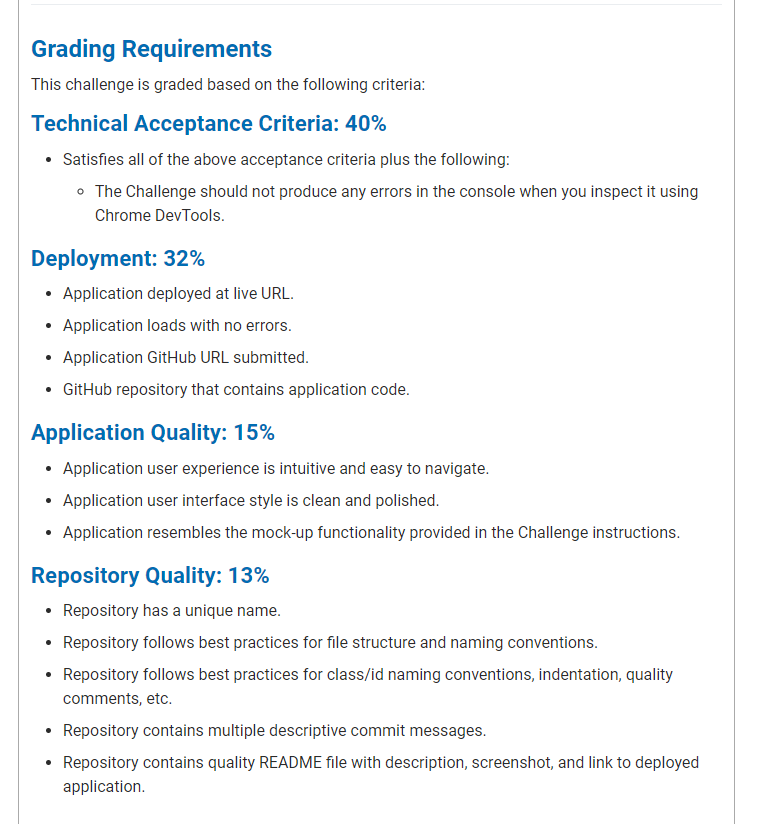 Grading Requirements
This challenge is graded based on the following criteria:
Technical Acceptance Criteria: 40%
• Satisfies all of the above acceptance criteria plus the following:
◦ The Challenge should not produce any errors in the console when you inspect it using
Chrome DevTools.
Deployment: 32%
• Application deployed at live URL.
• Application loads with no errors.
• Application GitHub URL submitted.
• GitHub repository that contains application code.
Application Quality: 15%
• Application user experience is intuitive and easy to navigate.
• Application user interface style is clean and polished.
• Application resembles the mock-up functionality provided in the Challenge instructions.
Repository Quality: 13%
• Repository has a unique name.
• Repository follows best practices for file structure and naming conventions.
• Repository follows best practices for class/id naming conventions, indentation, quality
comments, etc.
• Repository contains multiple descriptive commit messages.
• Repository contains quality README file with description, screenshot, and link to deployed
application.